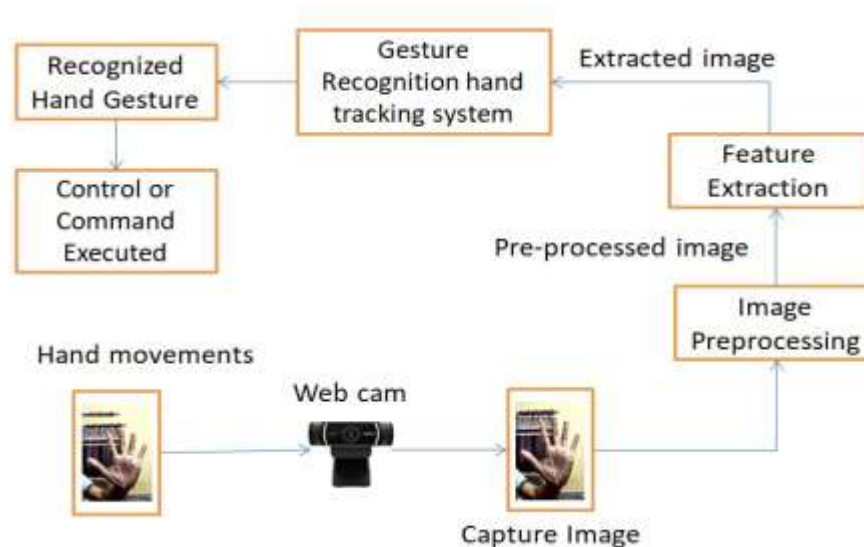 Recognized
Hand Gesture
Gesture
Recognition hand
tracking system
Extracted image
Feature
Extraction
Control or
Command
Executed
Pre-processed image
Image
Preprocessing
Hand movements
Web cam
Capture Image